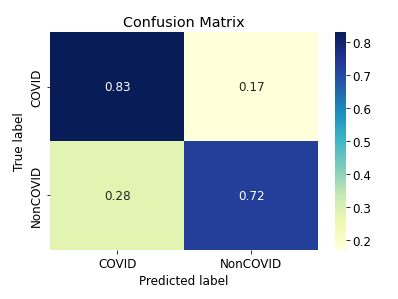 Confusion Matrix
True label
COVID
0.83
0.17
NonCOVID
0.28
0.72
COVID
NonCOVID
Predicted label
0.8
0.7
0.6
0.5
0.4
0.3
0.2